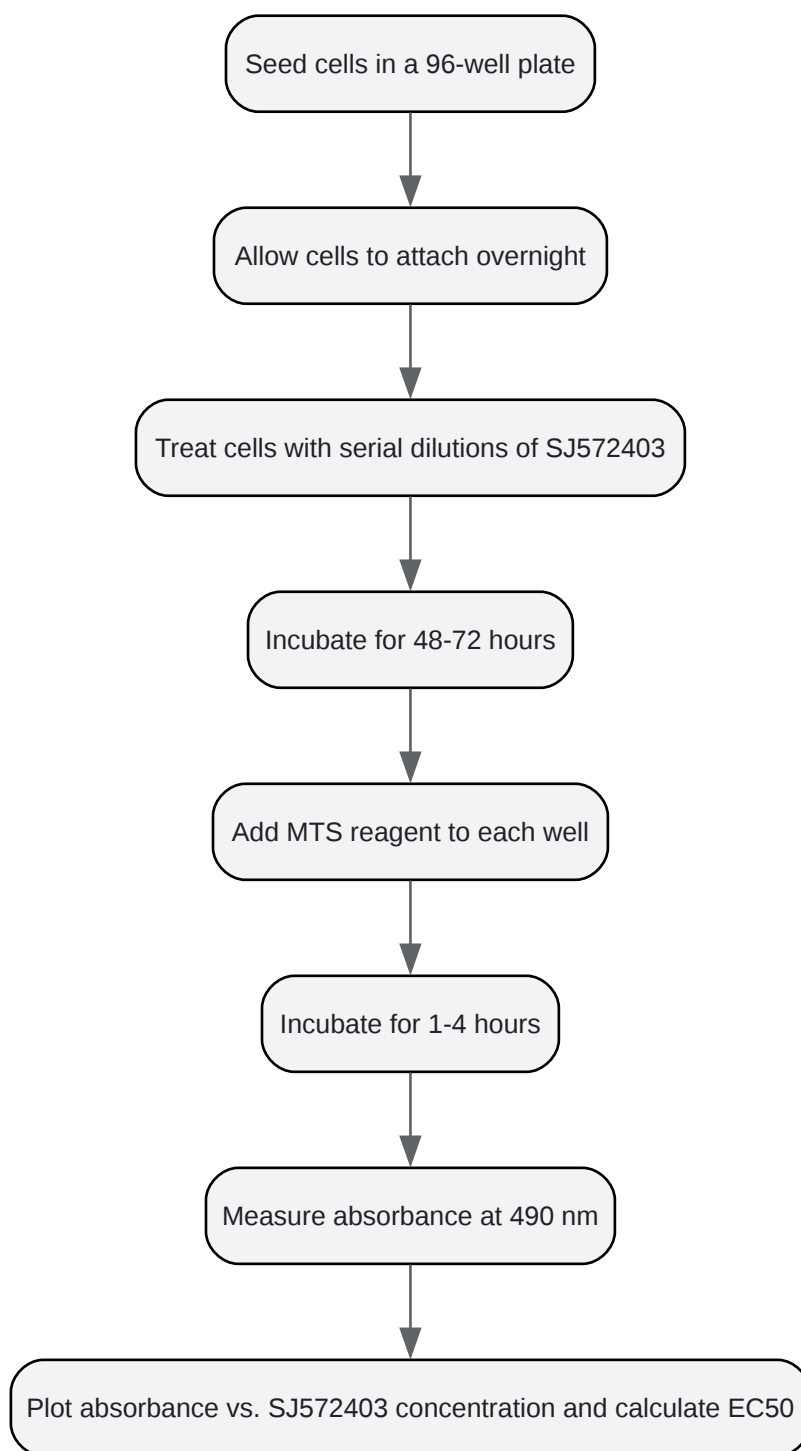 Seed cells in a 96-well plate
Allow cells to attach overnight
Treat cells with serial dilutions of SJ572403
Incubate for 48-72 hours
Add MTS reagent to each well
Incubate for 1-4 hours
Measure absorbance at 490 nm
Plot absorbance vs. SJ572403 concentration and calculate EC50